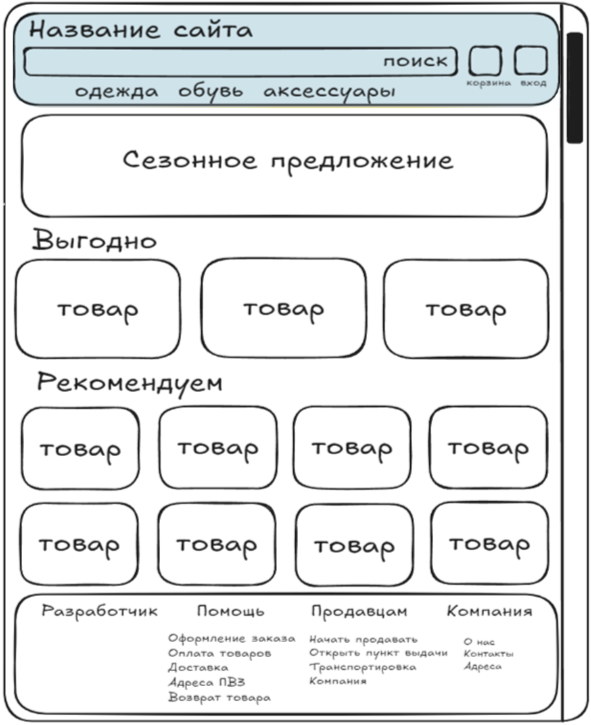 Название сайта
поиск
корзина вход
одежда обувь аксессуары
Сезонное предложение
Выгодно
товар товар товар
Рекомендуем
товар товар товар товар
товар товар товар товар
Разработчик Помощь Продавцам Компания
Оформление заказа Начать продавать О нас
Оплата товаров Открыть пункт выдачи Контакты
Доставка Транспортировка Адреса
Адреса ПВЗ Компания
Возврат товара